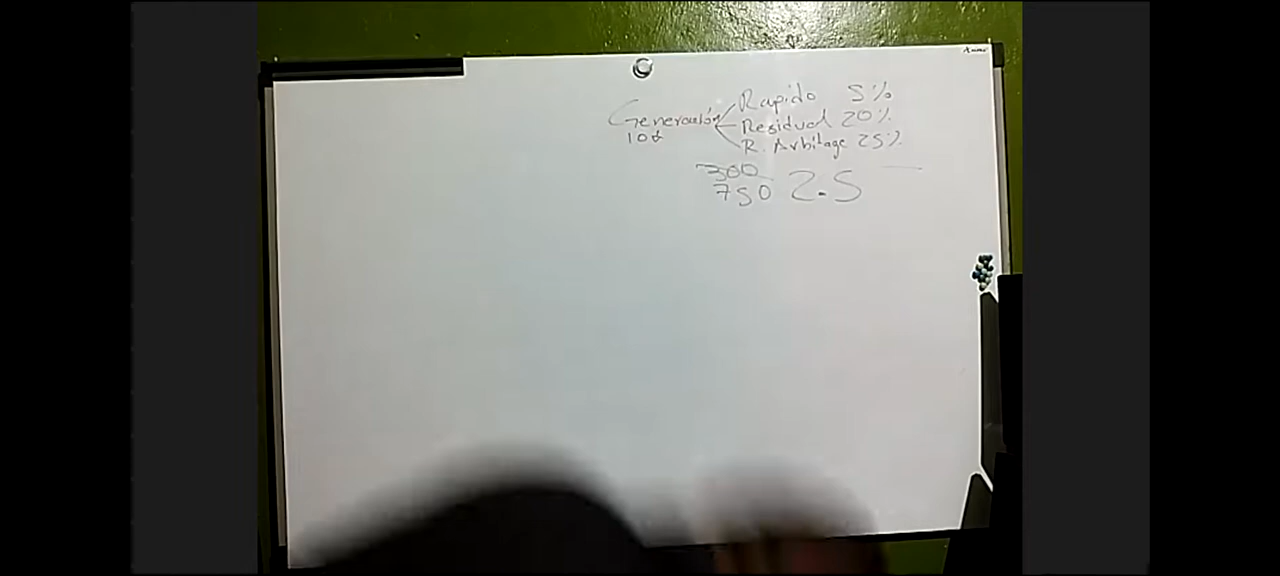 Generación
10%
Rapido 5%
Residual 20%
R. Arbitage 25%
300
750 2.5